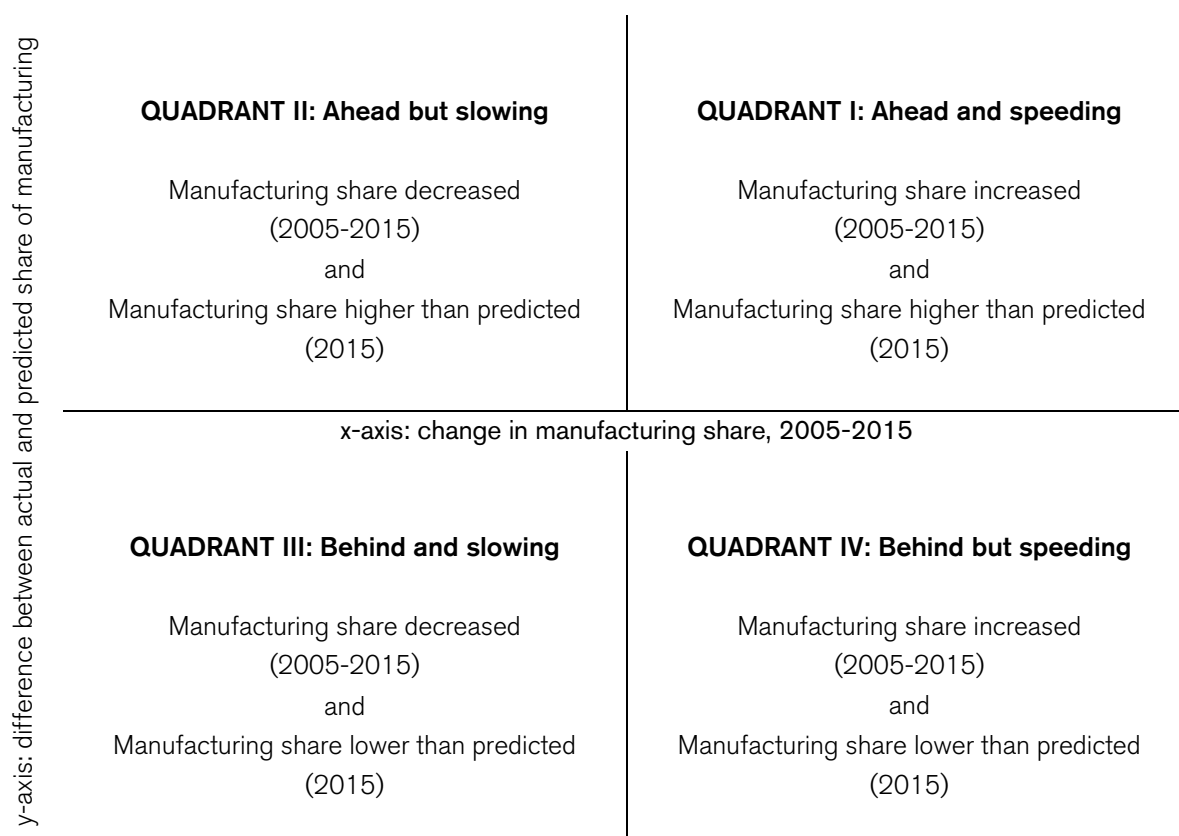 y-axis: difference between actual and predicted share of manufacturing
QUADRANT II: Ahead but slowing
Manufacturing share decreased
(2005-2015)
and
Manufacturing share higher than predicted
(2015)
QUADRANT I: Ahead and speeding
Manufacturing share increased
(2005-2015)
and
Manufacturing share higher than predicted
(2015)
x-axis: change in manufacturing share, 2005-2015
QUADRANT III: Behind and slowing
Manufacturing share decreased
(2005-2015)
and
Manufacturing share lower than predicted
(2015)
QUADRANT IV: Behind but speeding
Manufacturing share increased
(2005-2015)
and
Manufacturing share lower than predicted
(2015)